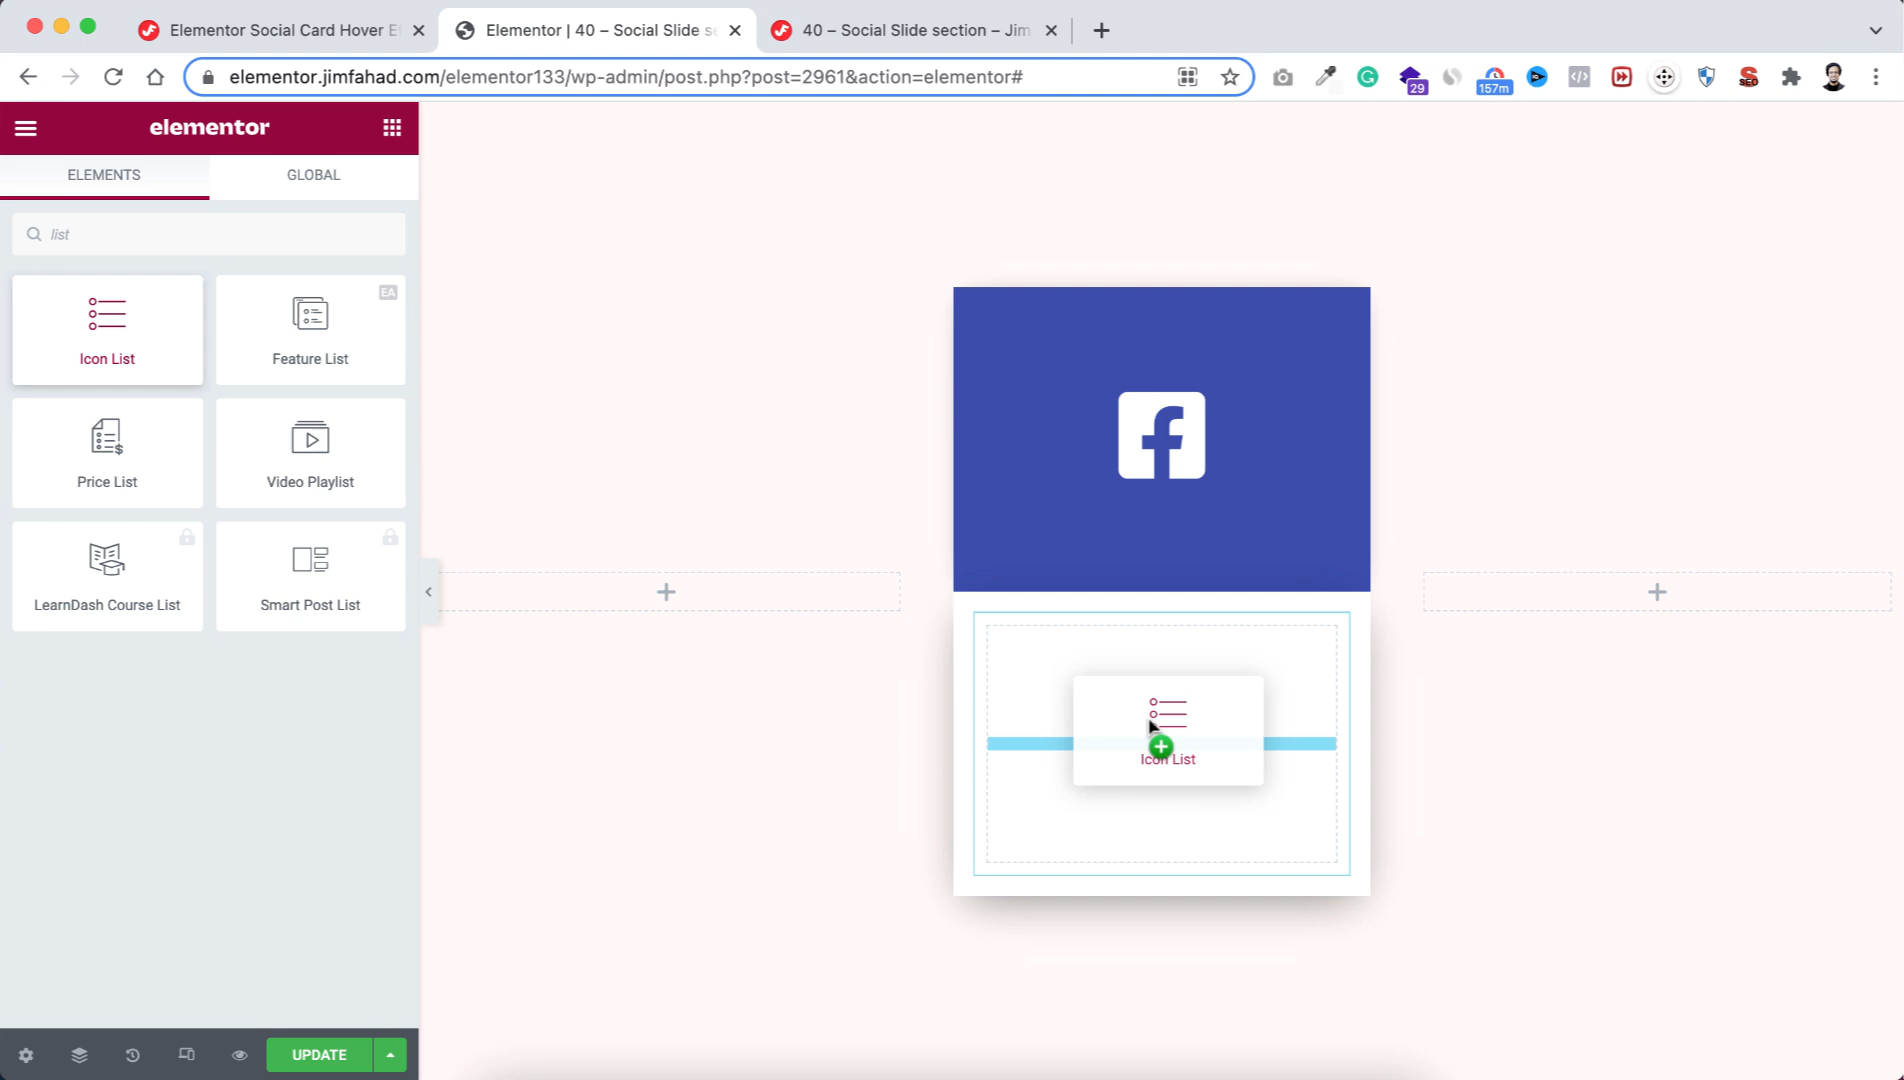 Elementor Social Card Hover E
Elementor | 40 – Social Slide se
40 – Social Slide section – Jim
elementor.jimfahad.com/elementor133/wp-admin/post.php?post=2961&action=elementor#
29
157m
SEO
elementor
ELEMENTS
GLOBAL
list
Icon List
EA
Feature List
Price List
Video Playlist
LearnDash Course List
Smart Post List
Icon List
UPDATE